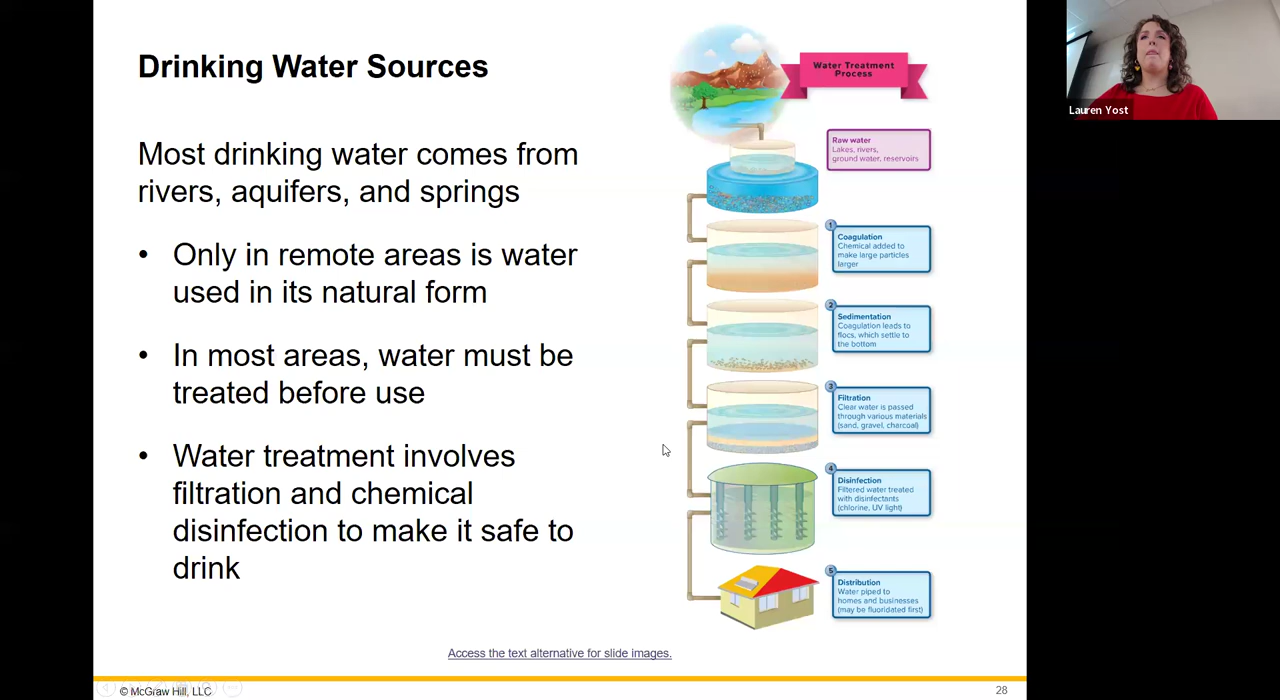 Drinking Water Sources
Most drinking water comes from
rivers, aquifers, and springs
• Only in remote areas is water
used in its natural form
• In most areas, water must be
treated before use
• Water treatment involves
filtration and chemical
disinfection to make it safe to
drink
Water Treatment
Process
Raw water
Lakes, rivers,
ground water, reservoirs
1
Coagulation
Chemical added to
make large particles
larger
2
Sedimentation
Coagulation leads to
flocs, which settle to
the bottom
3
Filtration
Clear water is passed
through various materials
(sand, gravel, charcoal)
4
Disinfection
Filtered water treated
with disinfectants
(chlorine, UV light)
5
Distribution
Water piped to
homes and businesses
(may be fluoridated first)
Access the text alternative for slide images.
© McGraw Hill, LLC
28
Lauren Yost